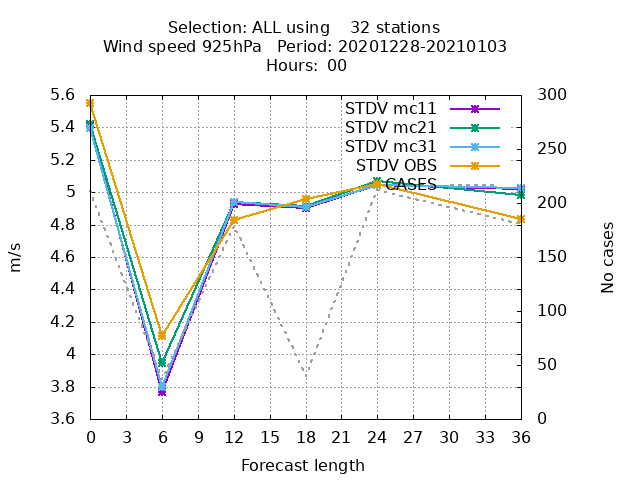 Selection: ALL using    32 stations
Wind speed 925hPa   Period: 20201228-20210103
Hours: 00
STDV mc11
STDV mc21
STDV mc31
STDV OBS
CASES
5.6
5.4
5.2
5
4.8
4.6
4.4
4.2
4
3.8
3.6
m/s
300
250
200
150
100
50
0
No cases
0 3 6 9 12 15 18 21 24 27 30 33 36
Forecast length